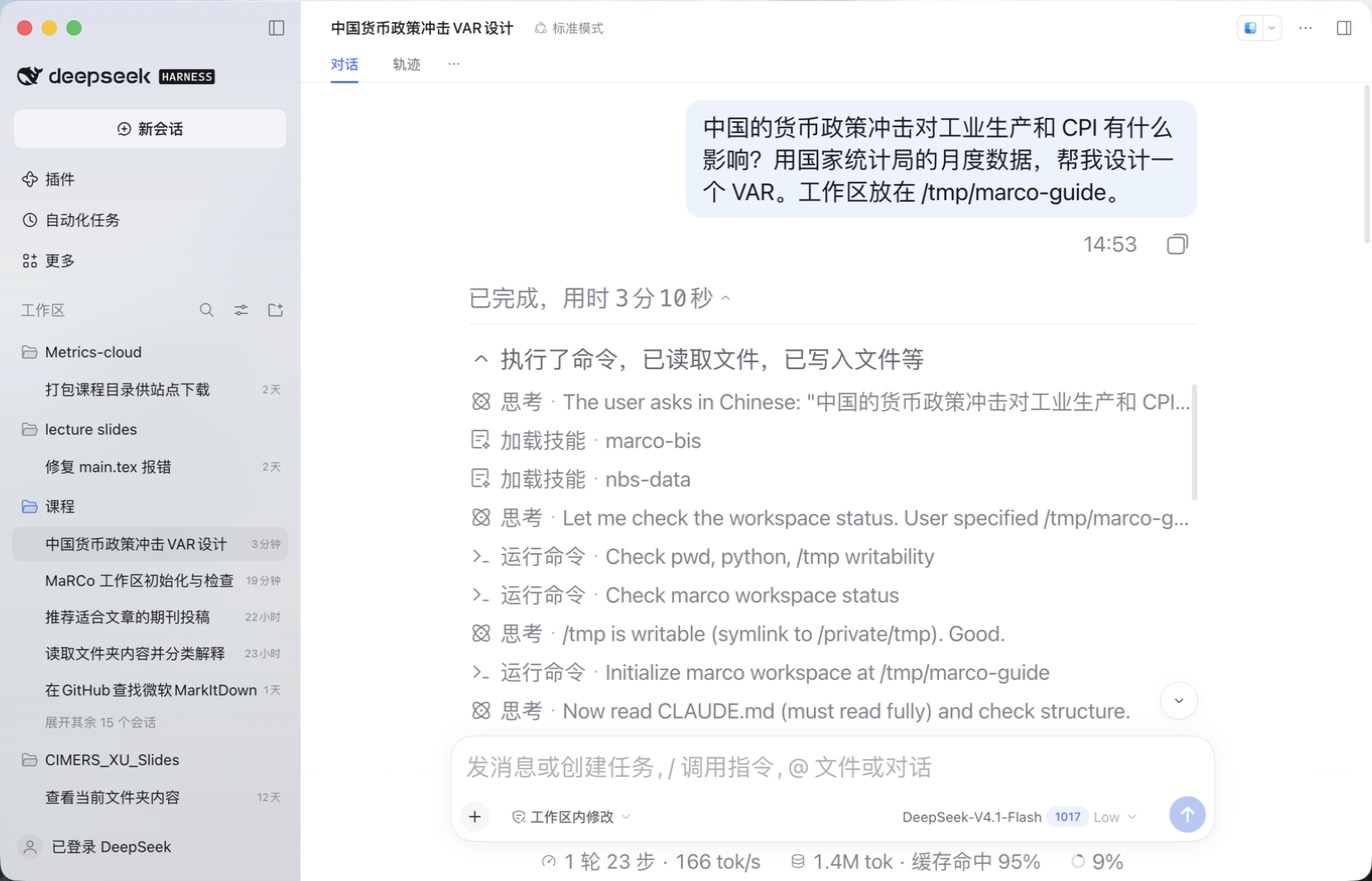 deepseek HARNESS
新会话
插件
自动化任务
更多
工作区
Metrics-cloud
打包课程目录供站点下载 2天
lecture slides
修复 main.tex 报错 2天
课程
中国货币政策冲击 VAR 设计 3分钟
MaRCo 工作区初始化与检查 19分钟
推荐适合文章的期刊投稿 22小时
读取文件夹内容并分类解释 23小时
在 GitHub 查找微软 MarkItDown 1天
展开其余 15 个会话
CIMERS_XU_Slides
查看当前文件夹内容 12天
已登录 DeepSeek
中国货币政策冲击 VAR 设计 标准模式
对话 轨迹 ···
中国的货币政策冲击对工业生产和 CPI 有什么
影响？用国家统计局的月度数据，帮我设计一
个 VAR。工作区放在 /tmp/marco-guide。
14:53
已完成，用时 3 分 10 秒
执行了命令，已读取文件，已写入文件等
思考 · The user asks in Chinese: "中国的货币政策冲击对工业生产和 CPI...
加载技能 · marco-bis
加载技能 · nbs-data
思考 · Let me check the workspace status. User specified /tmp/marco-g...
运行命令 · Check pwd, python, /tmp writability
运行命令 · Check marco workspace status
思考 · /tmp is writable (symlink to /private/tmp). Good.
运行命令 · Initialize marco workspace at /tmp/marco-guide
思考 · Now read CLAUDE.md (must read fully) and check structure.
发消息或创建任务, / 调用指令, @ 文件或对话
工作区内修改 DeepSeek-V4.1-Flash 1017 Low
1 轮 23 步 · 166 tok/s 1.4M tok · 缓存命中 95% 9%